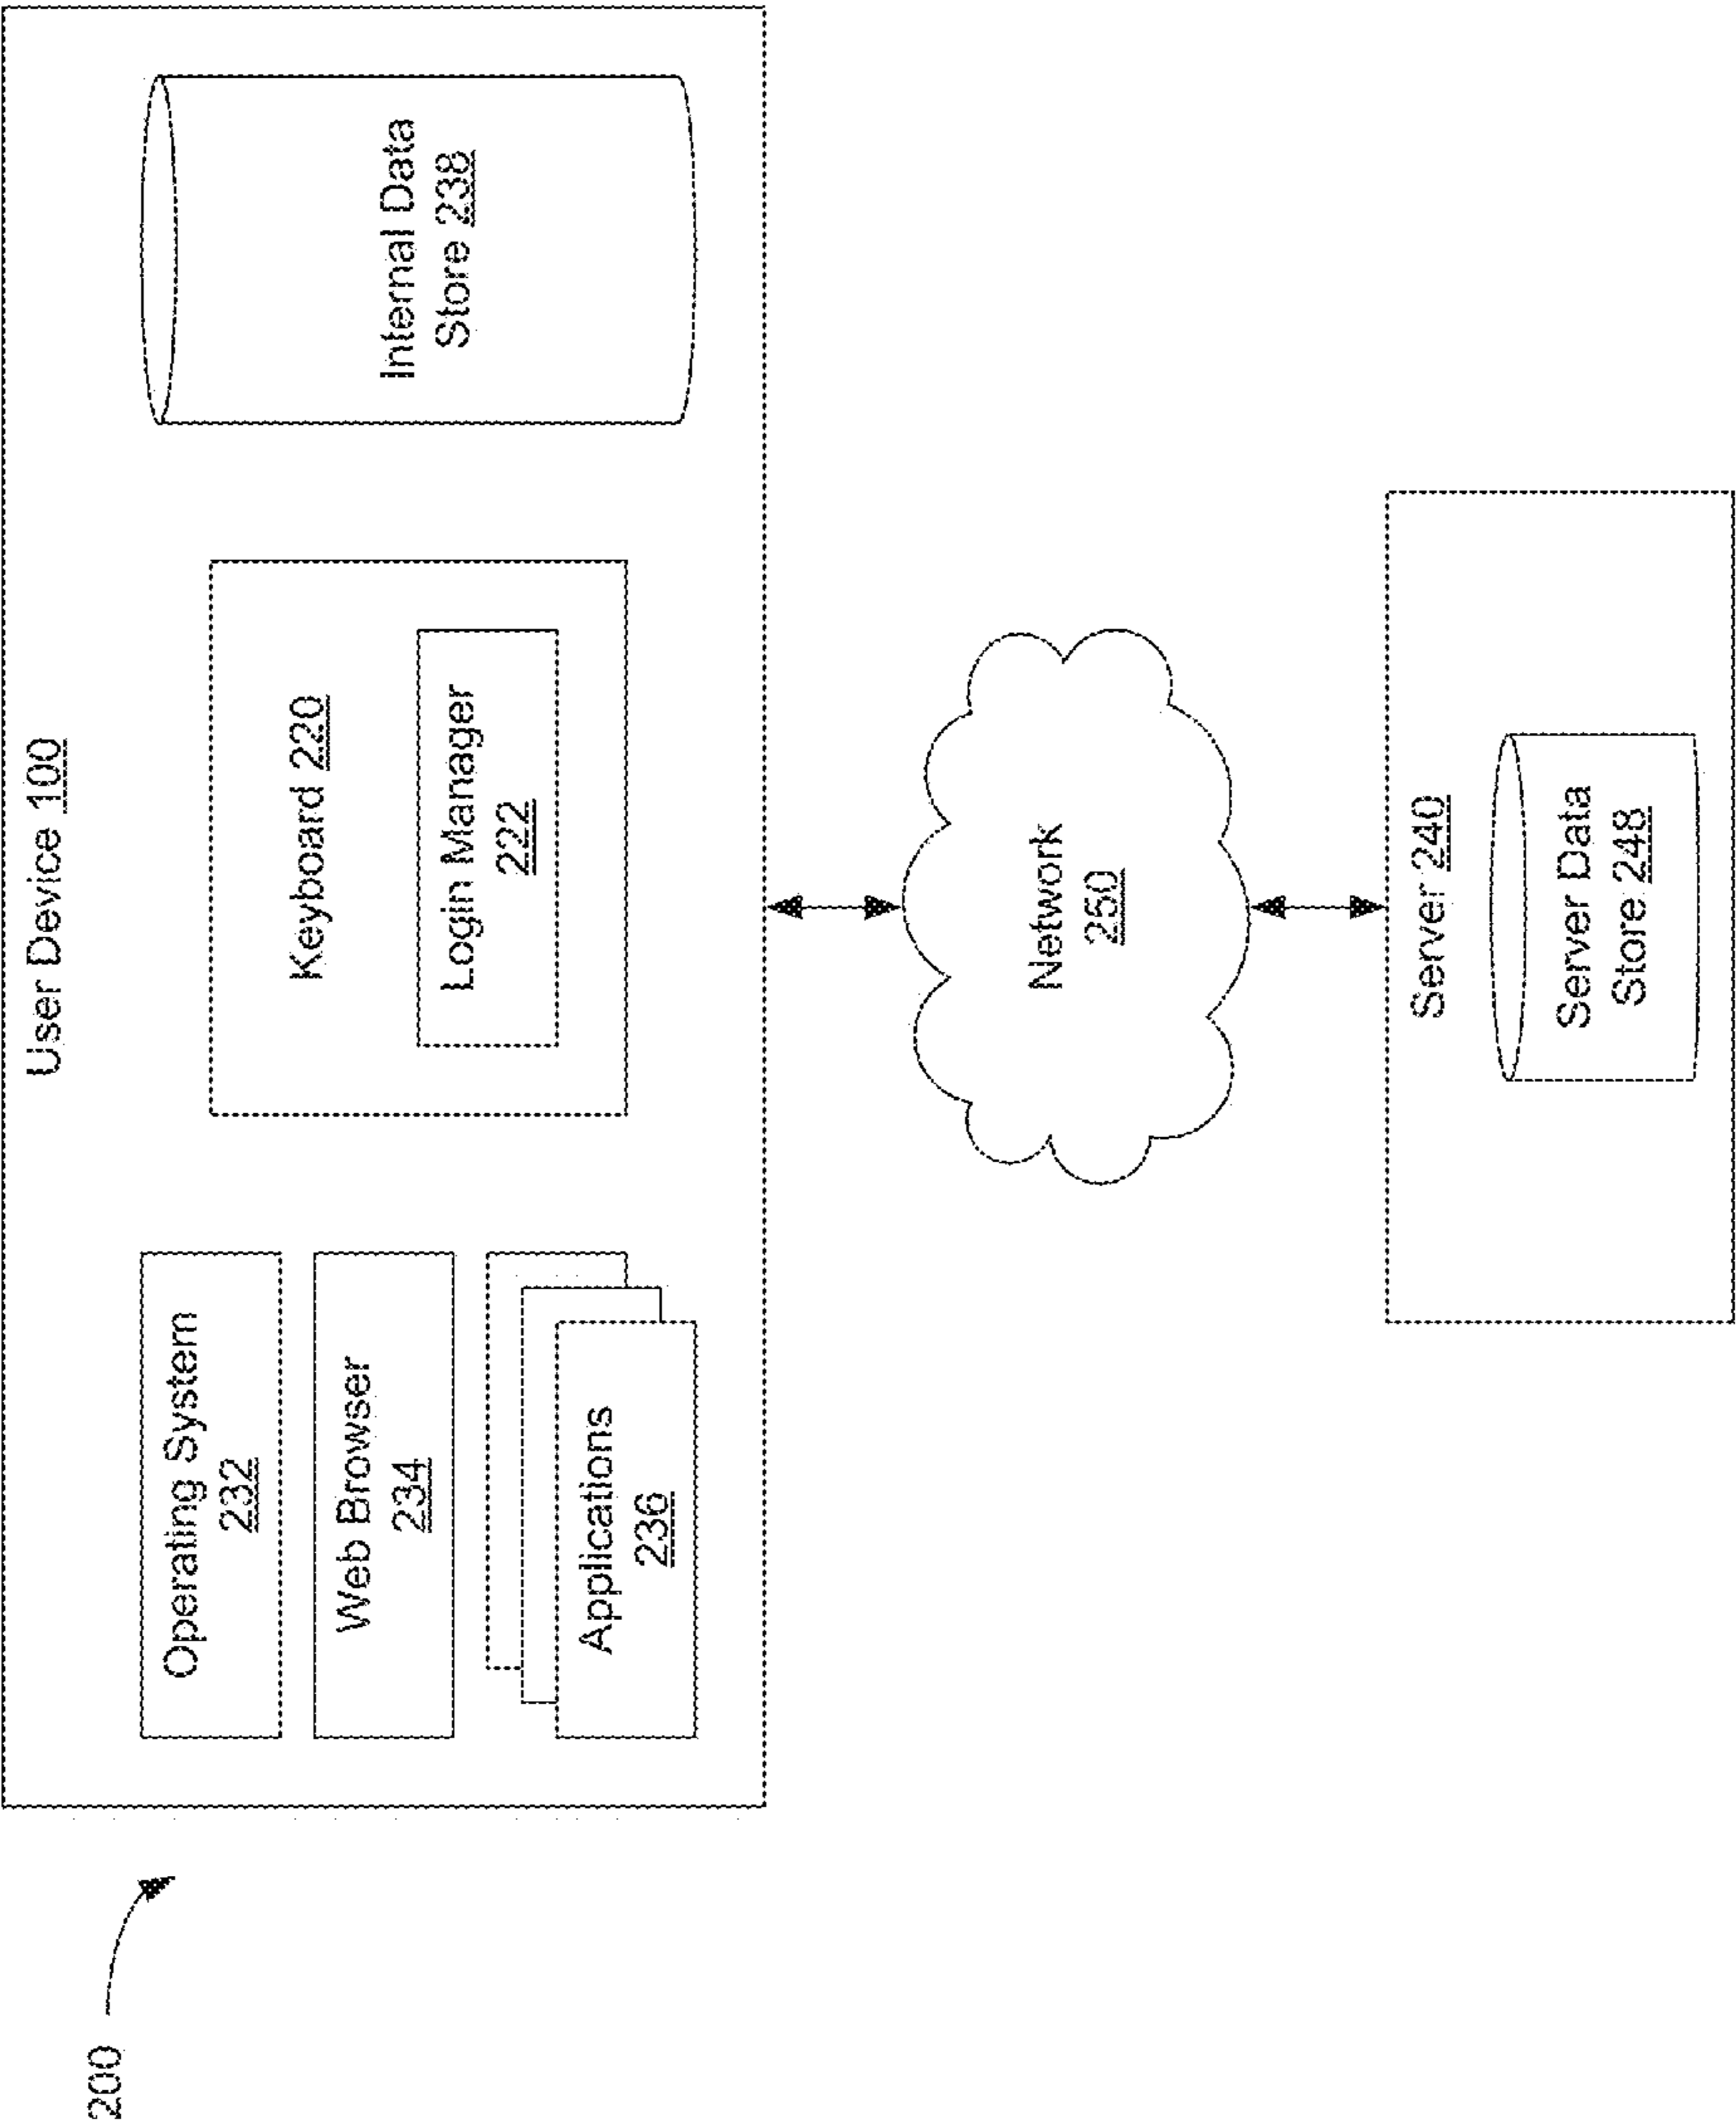 200
User Device 100
Operating System
232
Web Browser
234
Applications
236
Keyboard 220
Login Manager
222
Internal Data
Store 238
Network
250
Server 240
Server Data
Store 248